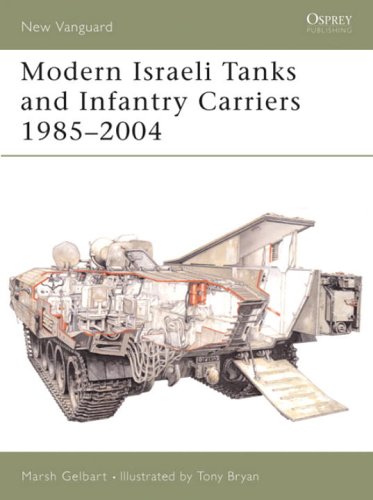 New Vanguard
OSPREY
PUBLISHING
Modern Israeli Tanks
and Infantry Carriers
1985–2004
Marsh Gelbart · Illustrated by Tony Bryan